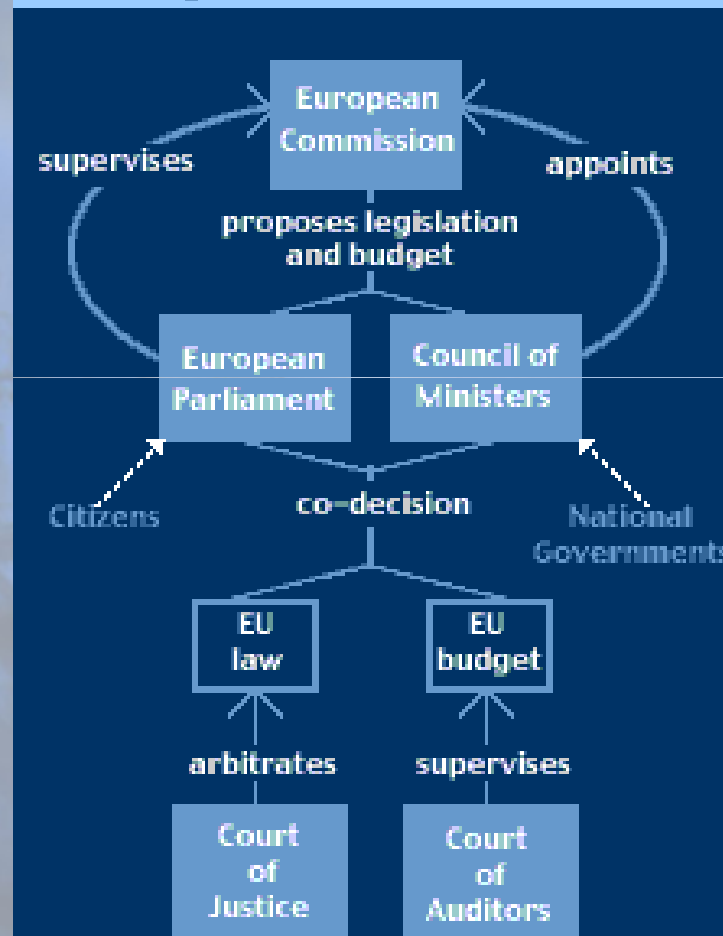 European
Commission
supervises
appoints
proposes legislation
and budget
European
Parliament
Council of
Ministers
Citizens
co-decision
National
Governments
EU
law
EU
budget
arbitrates
supervises
Court
of
Justice
Court
of
Auditors